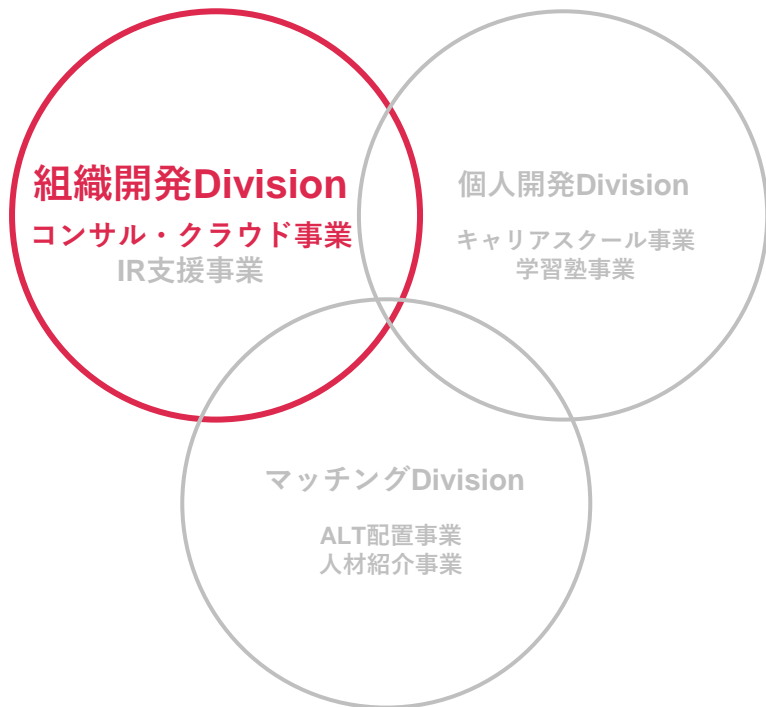 組織開発Division
コンサル・クラウド事業
IR支援事業
個人開発Division
キャリアスクール事業
学習塾事業
マッチングDivision
ALT配置事業
人材紹介事業